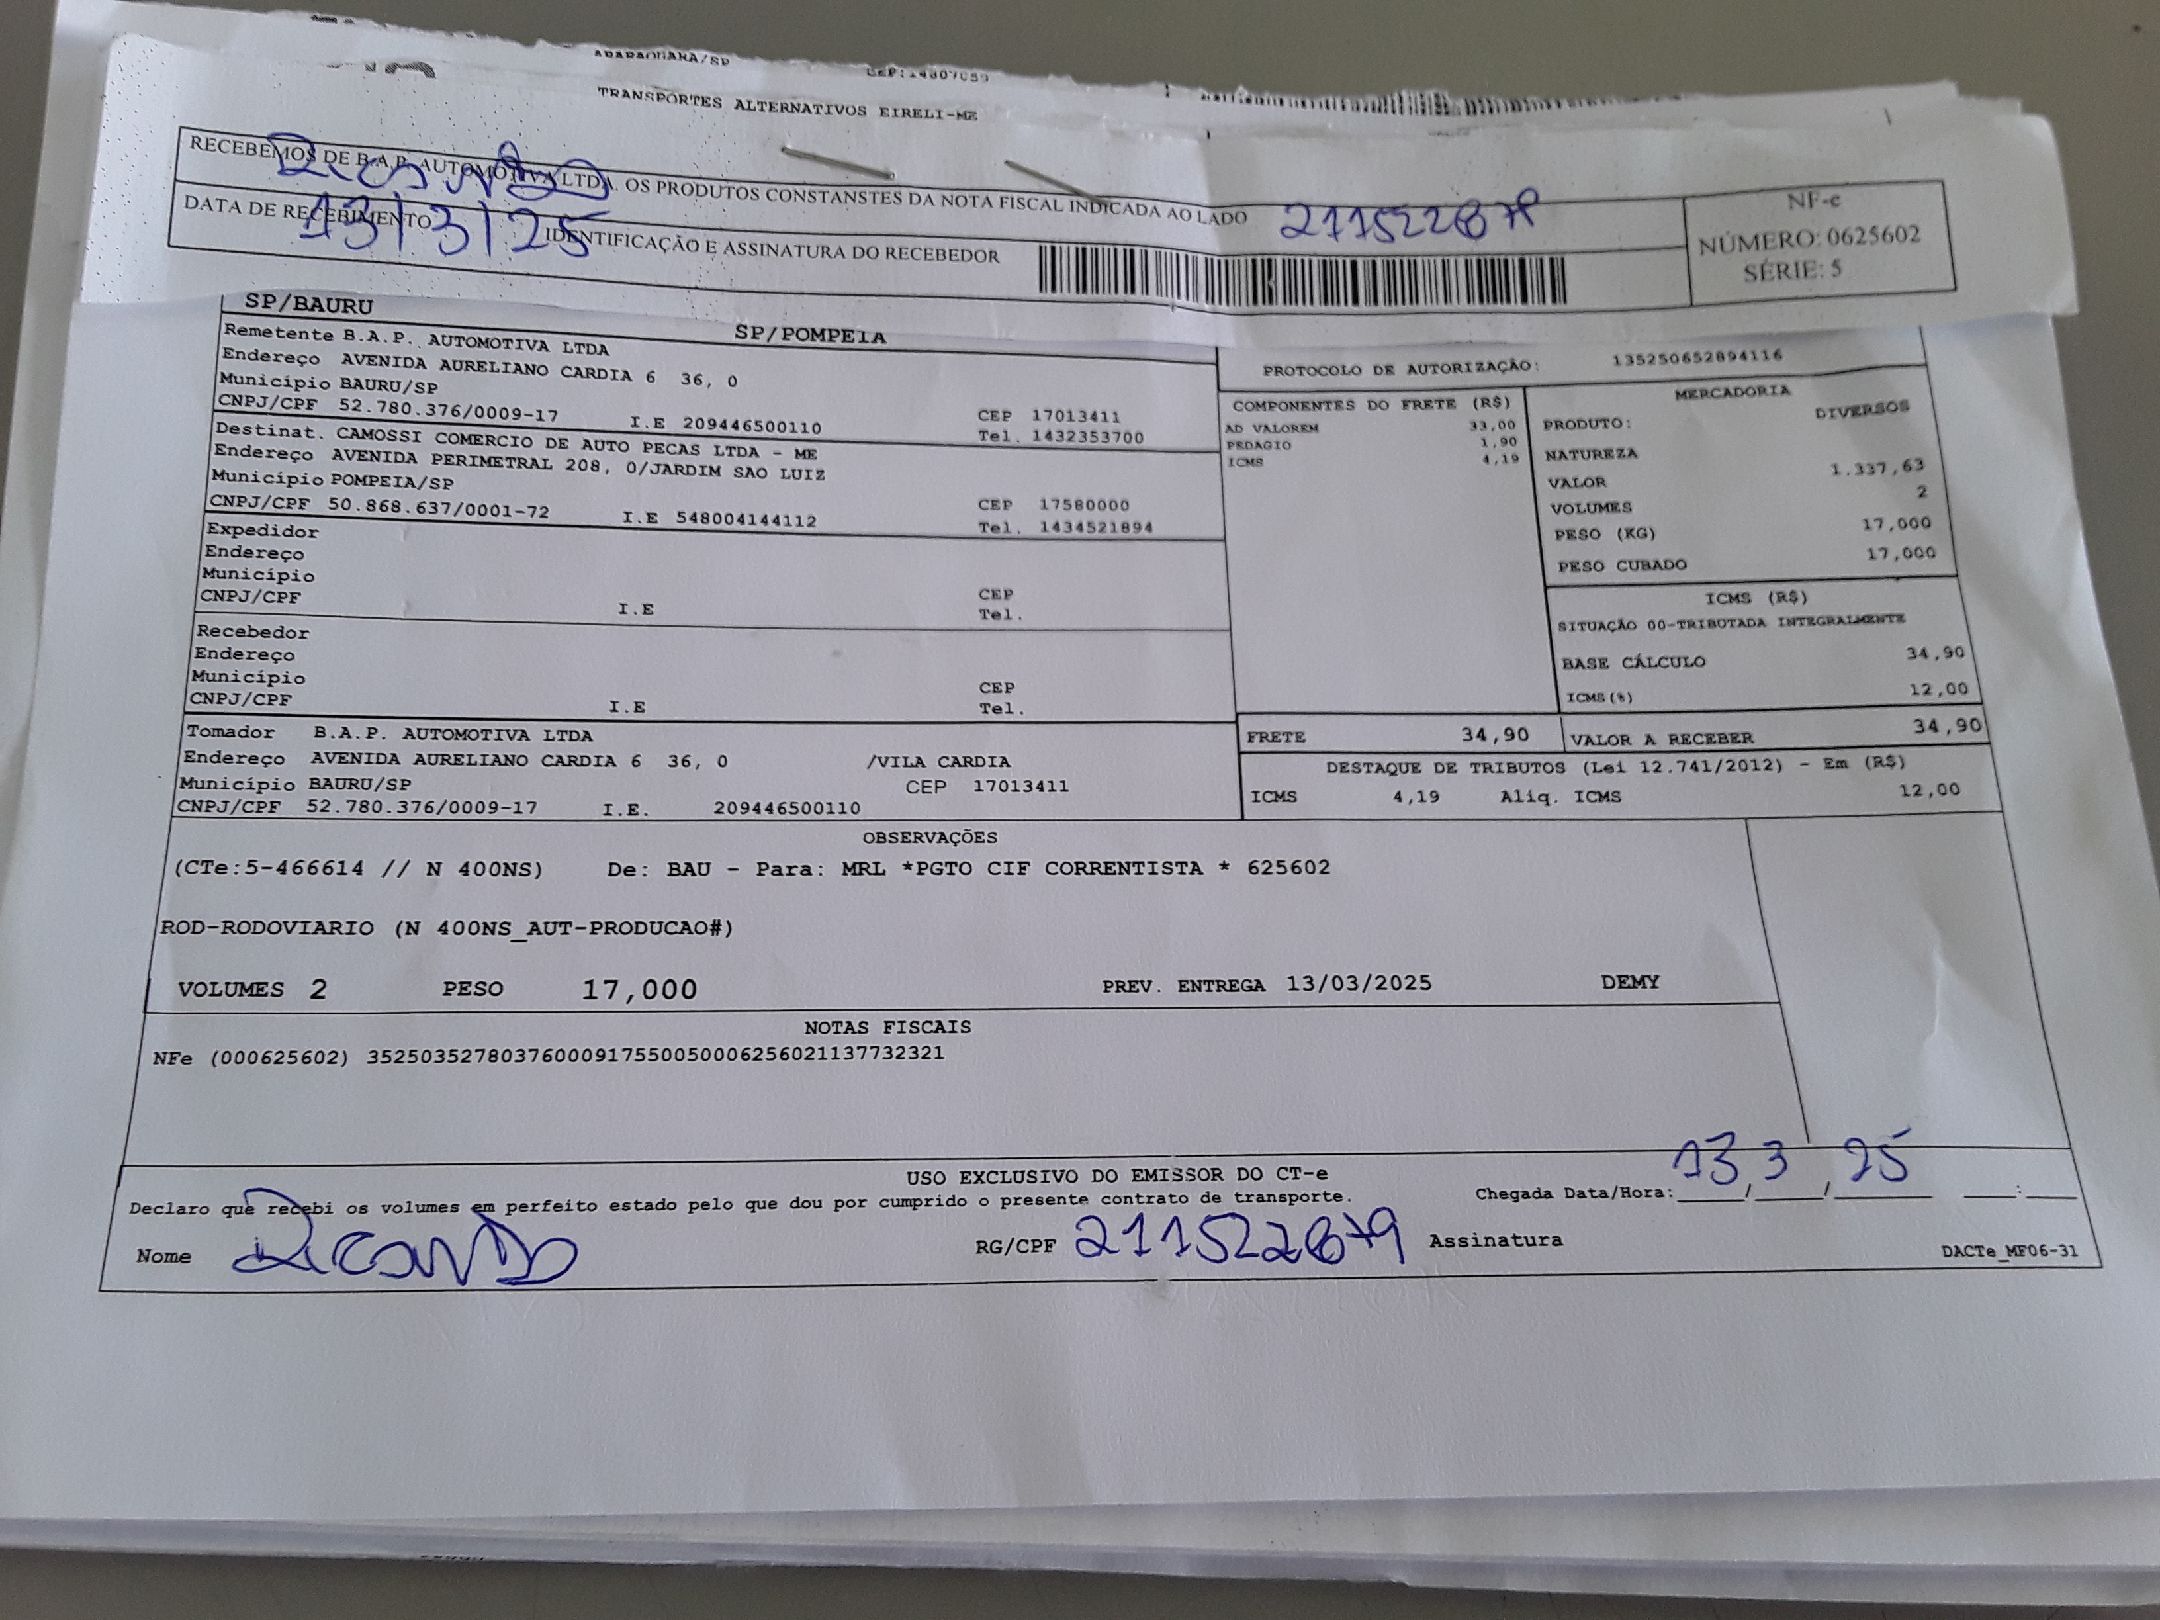 ARARAQUARA/SP CEP:14807059
TRANSPORTES ALTERNATIVOS EIRELI-ME
RECEBEMOS DE B.A.P. AUTOMOTIVA LTDA. OS PRODUTOS CONSTANSTES DA NOTA FISCAL INDICADA AO LADO
DATA DE RECEBIMENTO IDENTIFICAÇÃO E ASSINATURA DO RECEBEDOR
13/3/25
NF-e
NÚMERO: 0625602
SÉRIE: 5
SP/BAURU SP/POMPEIA
Remetente B.A.P. AUTOMOTIVA LTDA
Endereço AVENIDA AURELIANO CARDIA 6 36, 0
Município BAURU/SP CEP 17013411
CNPJ/CPF 52.780.376/0009-17 I.E 209446500110 Tel. 1432353700
Destinat. CAMOSSI COMERCIO DE AUTO PECAS LTDA - ME
Endereço AVENIDA PERIMETRAL 208, 0/JARDIM SAO LUIZ
Município POMPEIA/SP CEP 17580000
CNPJ/CPF 50.868.637/0001-72 I.E 548004144112 Tel. 1434521894
Expedidor
Endereço
Município CEP
CNPJ/CPF I.E Tel.
Recebedor
Endereço
Município CEP
CNPJ/CPF I.E Tel.
Tomador B.A.P. AUTOMOTIVA LTDA
Endereço AVENIDA AURELIANO CARDIA 6 36, 0 /VILA CARDIA
Município BAURU/SP CEP 17013411
CNPJ/CPF 52.780.376/0009-17 I.E. 209446500110
PROTOCOLO DE AUTORIZAÇÃO: 135250652894116
COMPONENTES DO FRETE (R$)
AD VALOREM 33,00
PEDAGIO 1,90
ICMS 4,19
MERCADORIA
PRODUTO: DIVERSOS
NATUREZA
VALOR 1.337,63
VOLUMES 2
PESO (KG) 17,000
PESO CUBADO 17,000
ICMS (R$)
SITUAÇÃO 00-TRIBUTADA INTEGRALMENTE
BASE CÁLCULO 34,90
ICMS(%) 12,00
FRETE 34,90 VALOR A RECEBER 34,90
DESTAQUE DE TRIBUTOS (Lei 12.741/2012) - Em (R$)
ICMS 4,19 Aliq. ICMS 12,00
OBSERVAÇÕES
(CTe:5-466614 // N 400NS) De: BAU - Para: MRL *PGTO CIF CORRENTISTA * 625602
ROD-RODOVIARIO (N 400NS_AUT-PRODUCAO#)
VOLUMES 2 PESO 17,000 PREV. ENTREGA 13/03/2025 DEMY
NOTAS FISCAIS
NFe (000625602) 35250352780376000917550050006256021137732321
USO EXCLUSIVO DO EMISSOR DO CT-e
Declaro que recebi os volumes em perfeito estado pelo que dou por cumprido o presente contrato de transporte. Chegada Data/Hora: 13/3/25 __:__
Nome Ricardo RG/CPF 211522879 Assinatura
DACTe_MF06-31